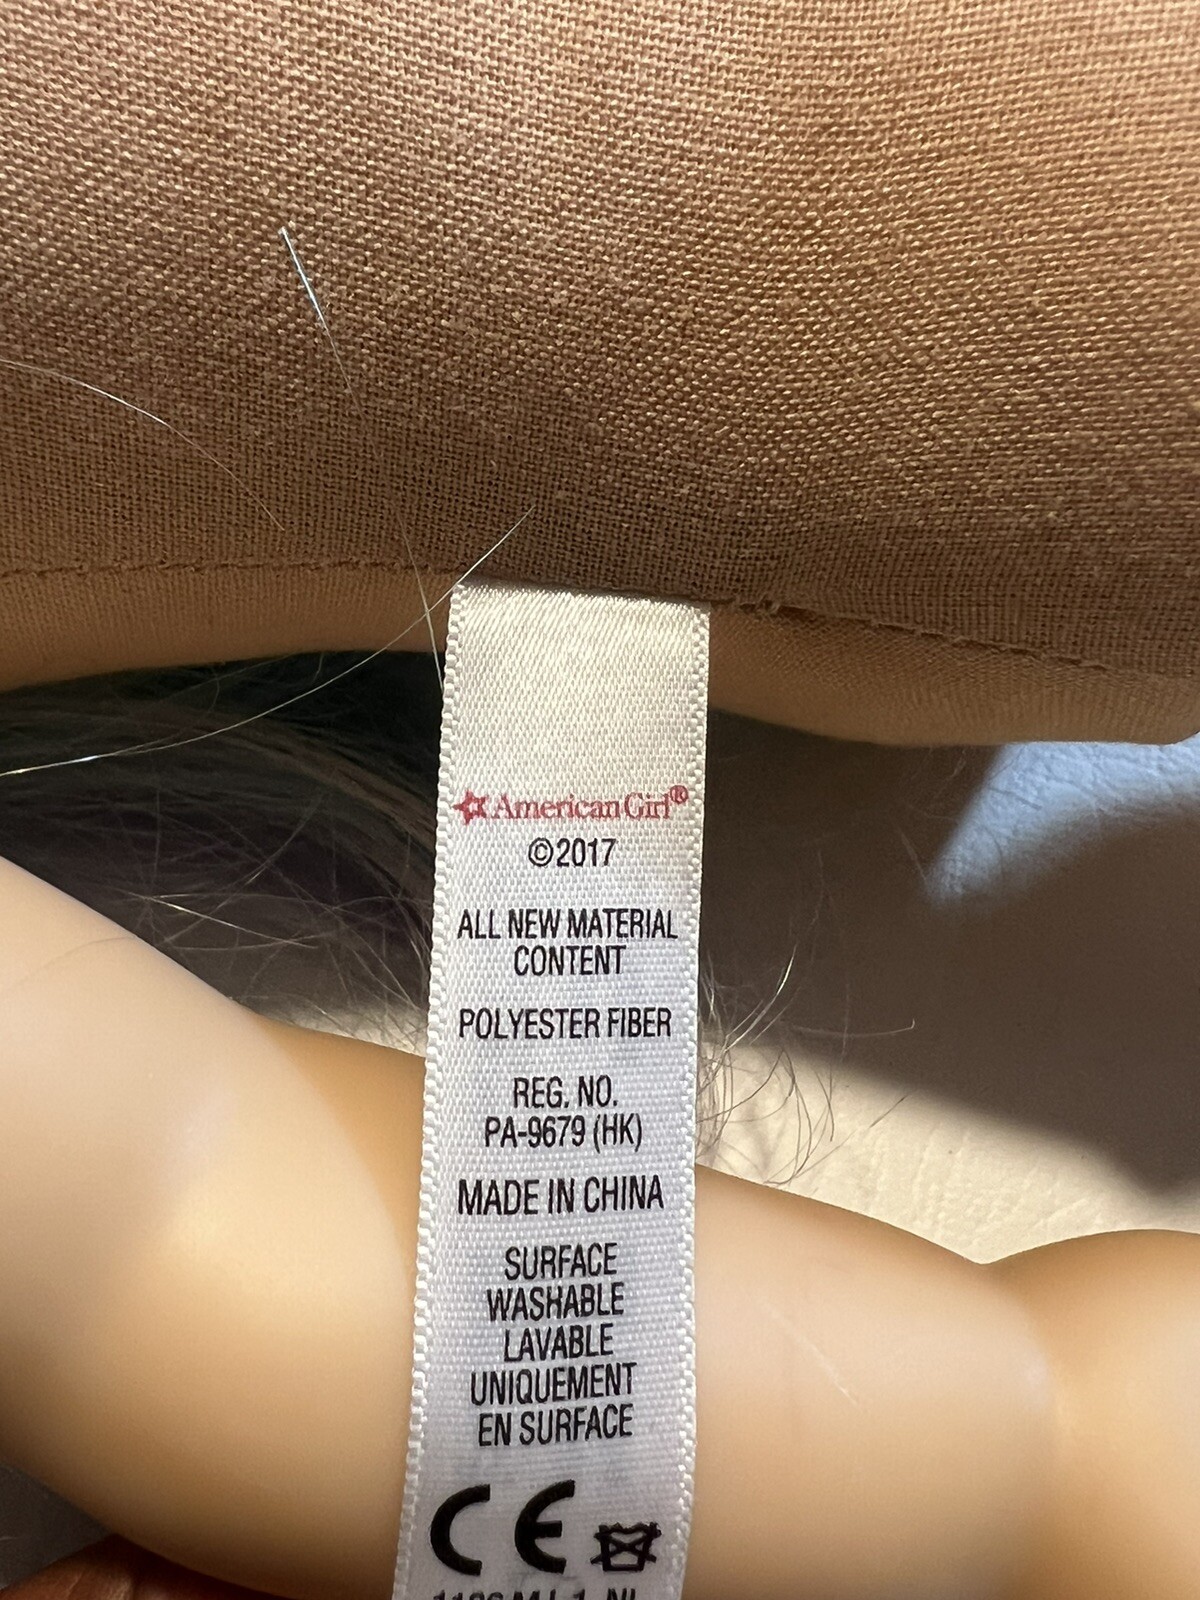 American Girl®
©2017
ALL NEW MATERIAL
CONTENT
POLYESTER FIBER
REG. NO.
PA-9679 (HK)
MADE IN CHINA
SURFACE
WASHABLE
LAVABLE
UNIQUEMENT
EN SURFACE
CE